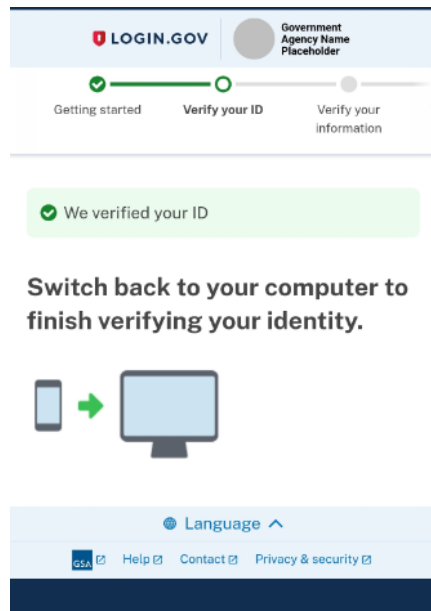 LOGIN.GOV
Government
Agency Name
Placeholder
Getting started
Verify your ID
Verify your
information
We verified your ID
Switch back to your computer to
finish verifying your identity.
Language
GSA Help Contact Privacy & security